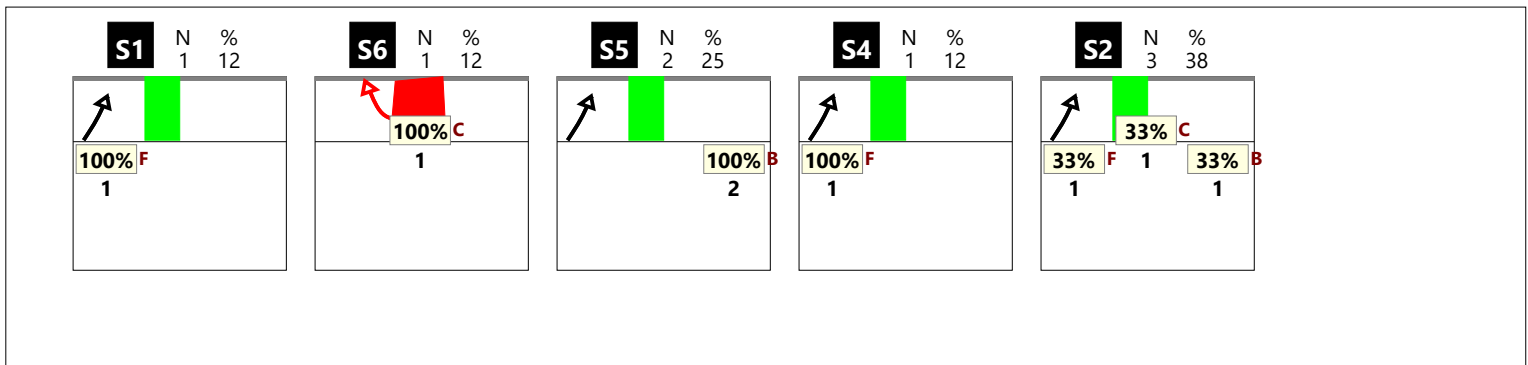 S1 N % 1 12
S6 N % 1 12
S5 N % 2 25
S4 N % 1 12
S2 N % 3 38
100% F 1
100% C 1
100% B 2
100% F 1
33% F 1
33% C 1
33% B 1